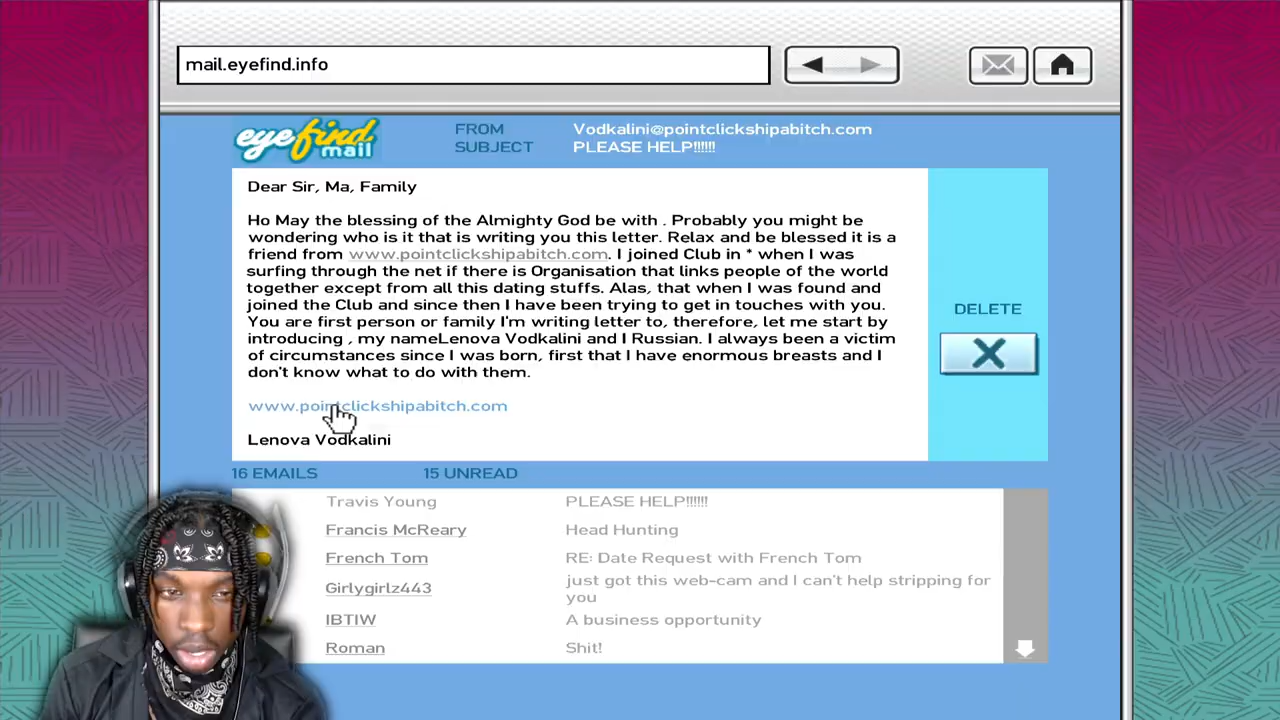 mail.eyefind.info
eyefind
mail
FROM Vodkalini@pointclickshipabitch.com
SUBJECT PLEASE HELP!!!!!!
Dear Sir, Ma, Family
Ho May the blessing of the Almighty God be with . Probably you might be
wondering who is it that is writing you this letter. Relax and be blessed it is a
friend from www.pointclickshipabitch.com. I joined Club in * when I was
surfing through the net if there is Organisation that links people of the world
together except from all this dating stuffs. Alas, that when I was found and
joined the Club and since then I have been trying to get in touches with you.
You are first person or family I'm writing letter to, therefore, let me start by
introducing , my nameLenova Vodkalini and I Russian. I always been a victim
of circumstances since I was born, first that I have enormous breasts and I
don't know what to do with them.
www.pointclickshipabitch.com
Lenova Vodkalini
DELETE
16 EMAILS 15 UNREAD
Travis Young PLEASE HELP!!!!!!
Francis McReary Head Hunting
French Tom RE: Date Request with French Tom
Girlygirlz443 just got this web-cam and I can't help stripping for
you
IBTIW A business opportunity
Roman Shit!